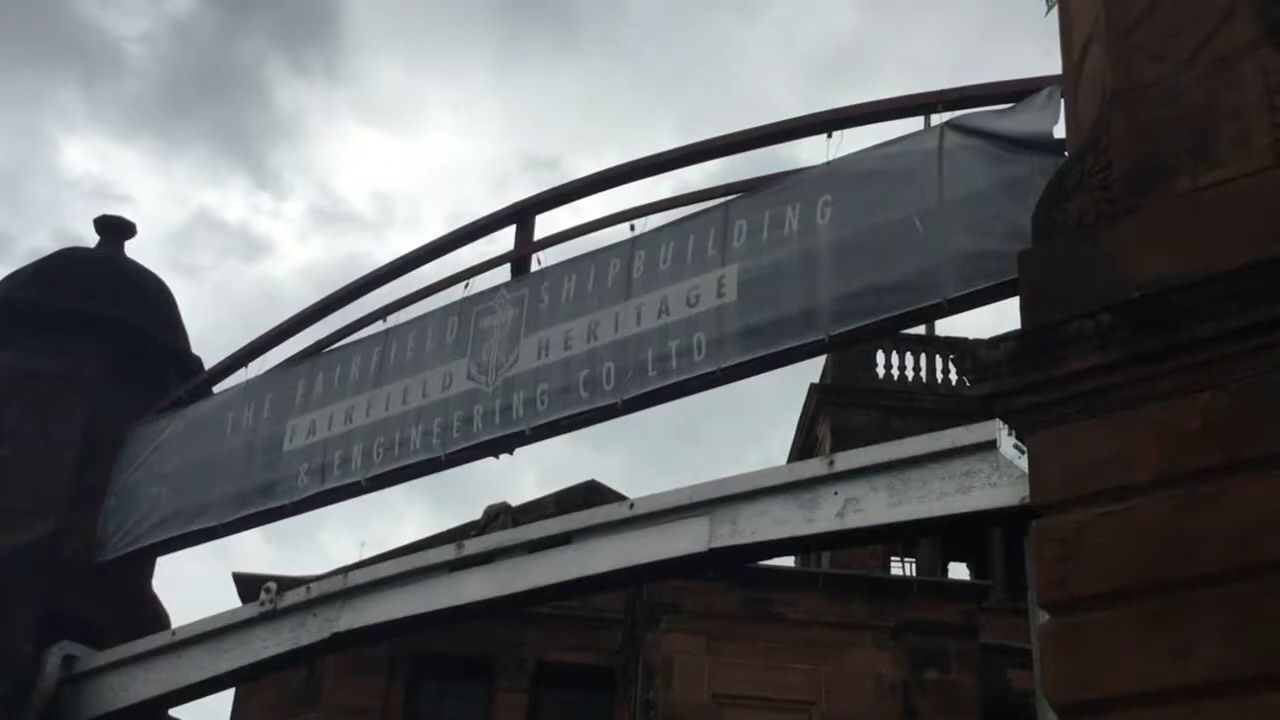 THE FAIRFIELD SHIPBUILDING
FAIRFIELD HERITAGE
& ENGINEERING CO LTD